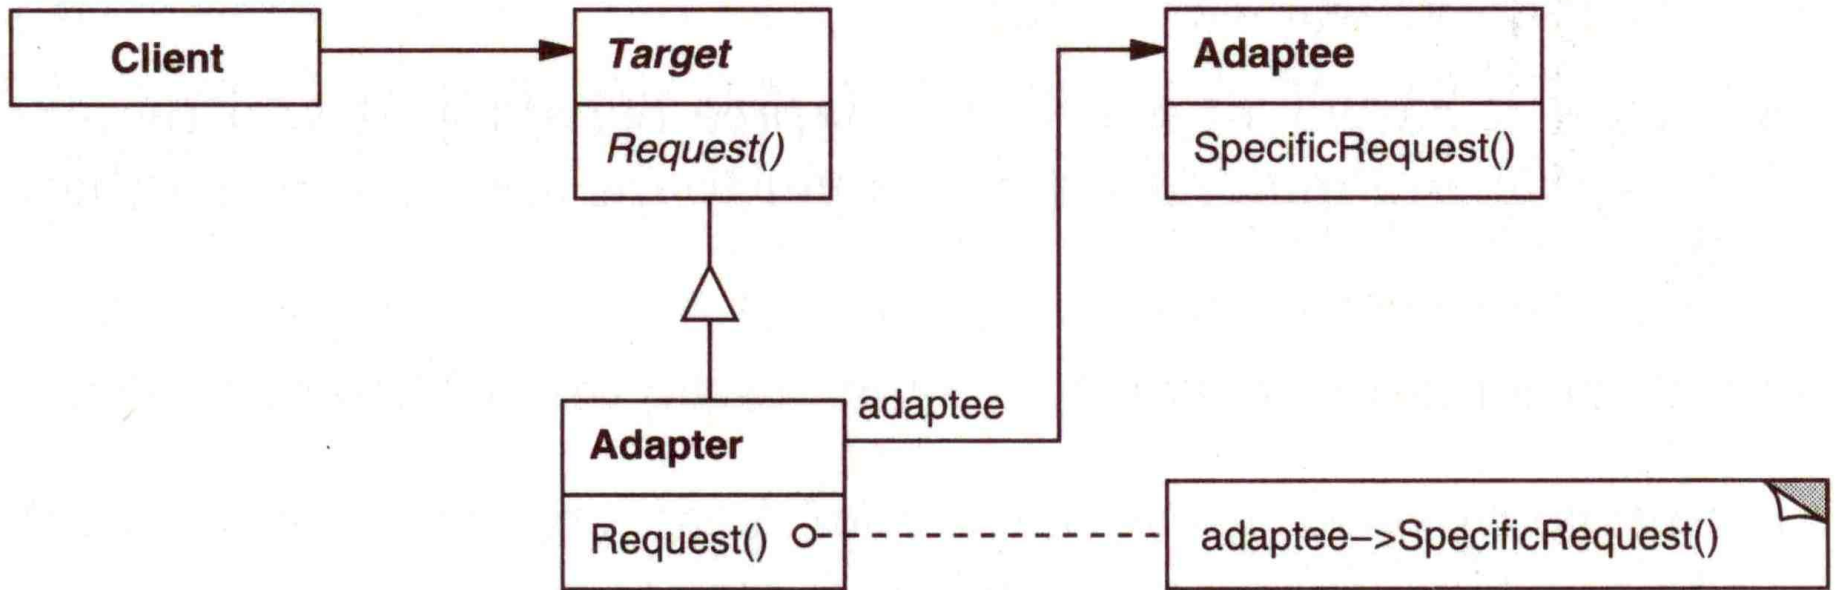 Client
Target
Request()
Adaptee
SpecificRequest()
adaptee
Adapter
Request()
adaptee–>SpecificRequest()